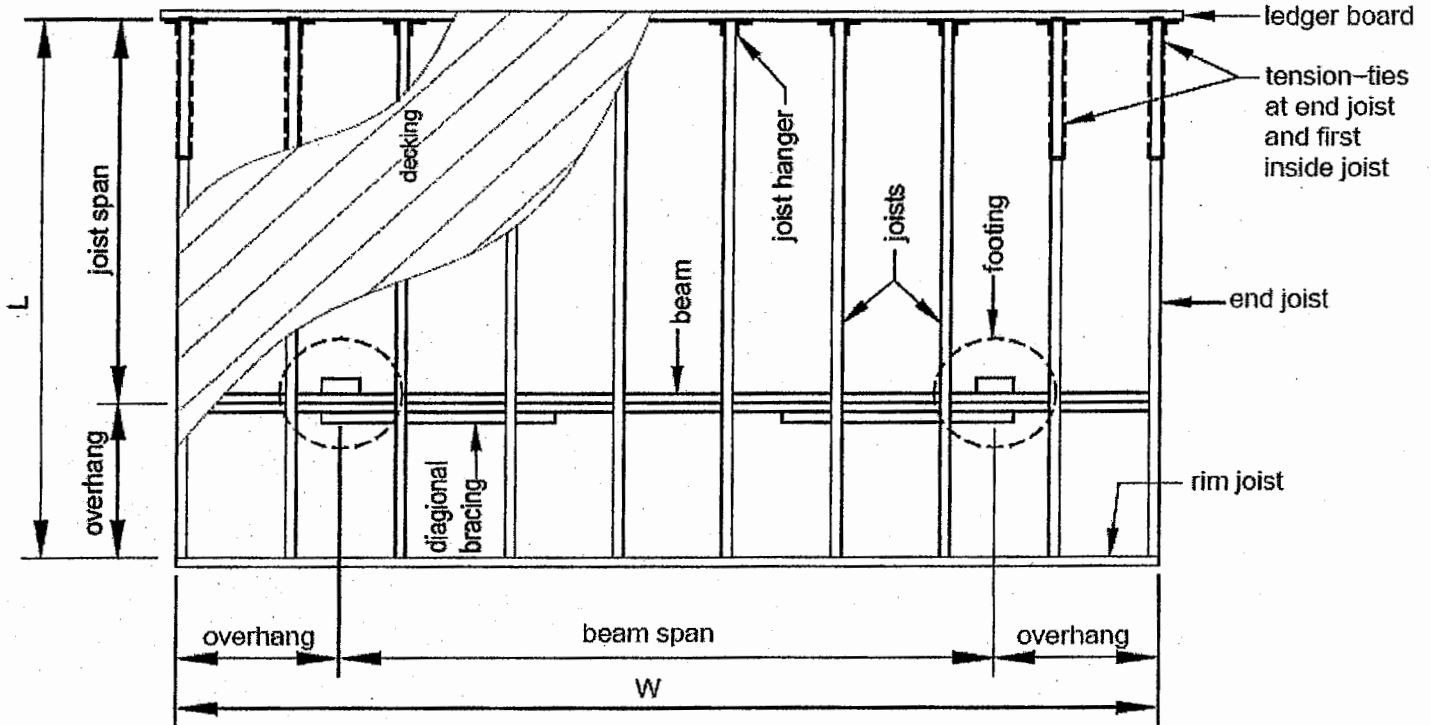 ledger board
tension-ties
at end joist
and first
inside joist
decking
joist hanger
joists
footing
joist span
L
beam
end joist
overhang
diagional
bracing
rim joist
overhang
beam span
overhang
W